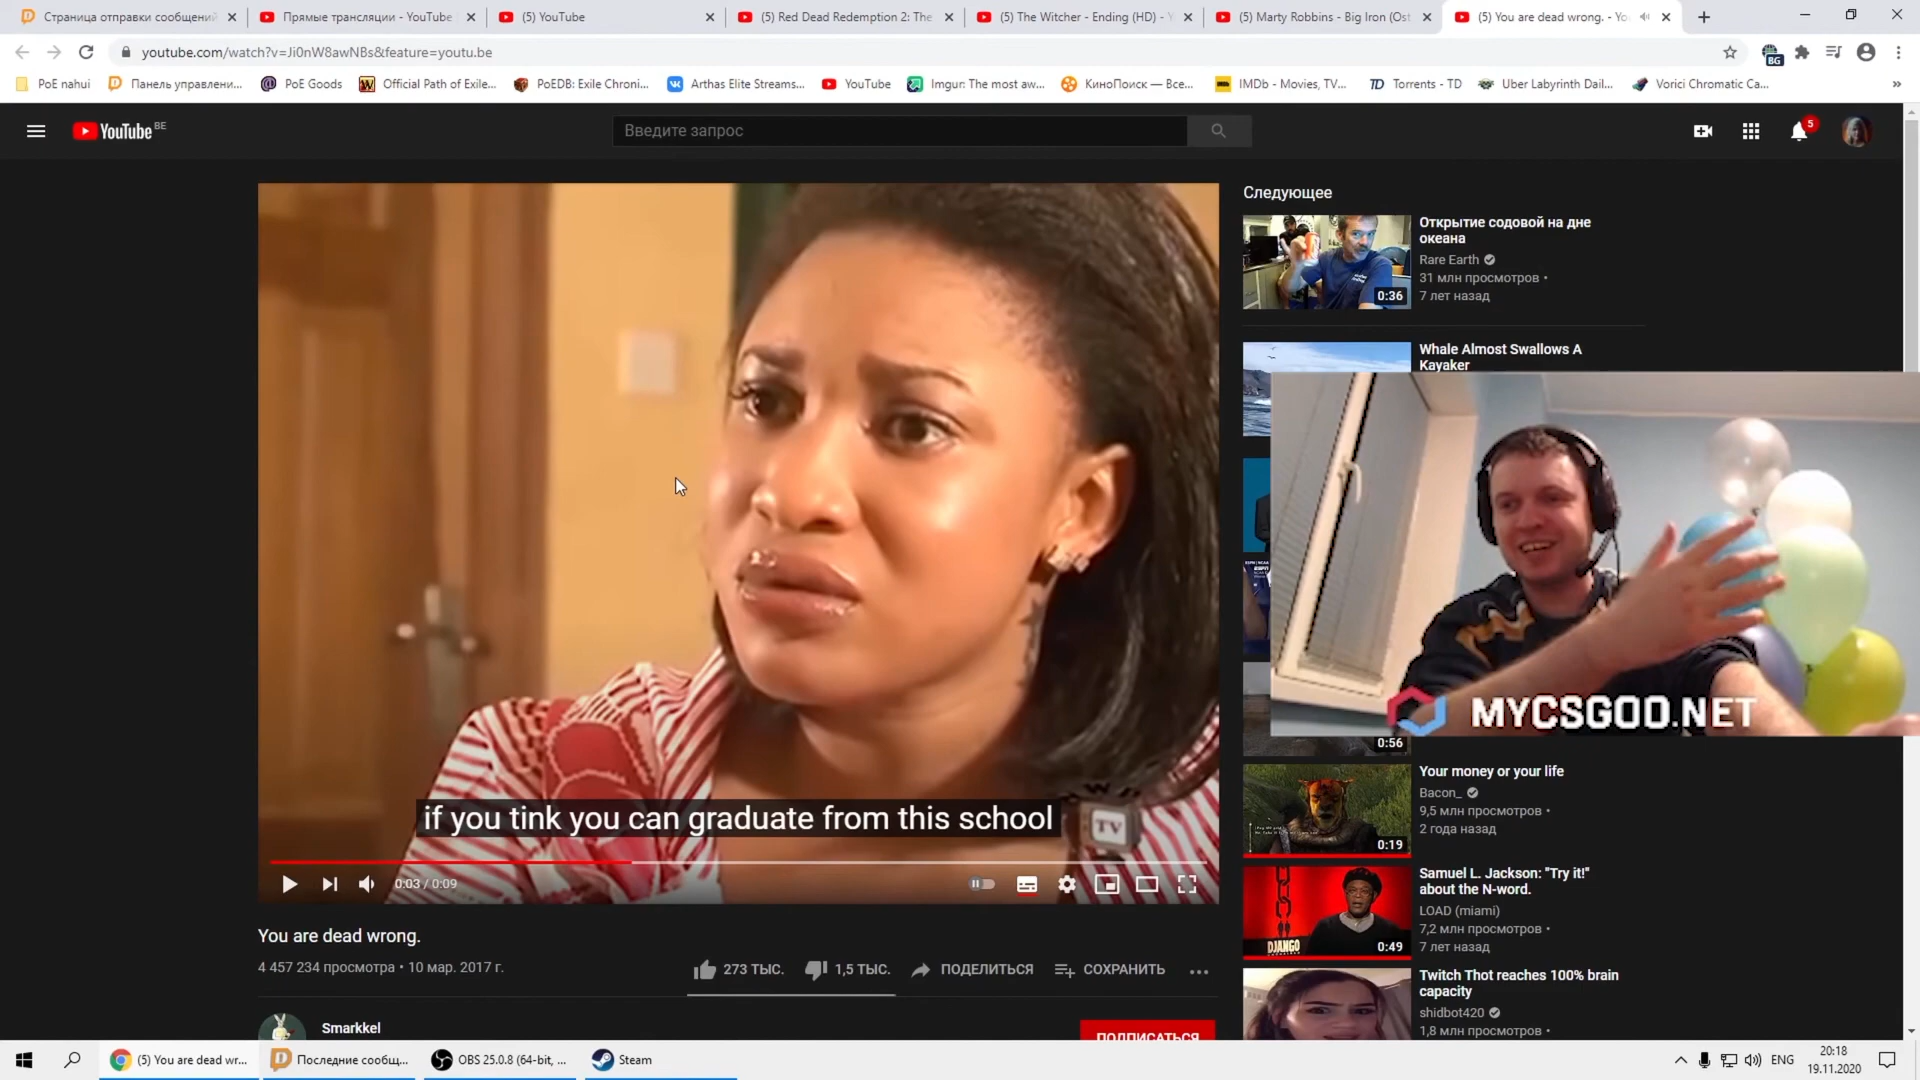 Страница отправки сообщений
Прямые трансляции - YouTube
(5) YouTube
(5) Red Dead Redemption 2: The
(5) The Witcher - Ending (HD) - Y
(5) Marty Robbins - Big Iron (Ost
(5) You are dead wrong. - Yo
youtube.com/watch?v=Ji0nW8awNBs&feature=youtu.be
BG
PoE nahui
Панель управлени...
PoE Goods
Official Path of Exile...
PoEDB: Exile Chroni...
Arthas Elite Streams...
YouTube
Imgur: The most aw...
КиноПоиск — Все...
IMDb - Movies, TV...
TD Torrents - TD
Uber Labyrinth Dail...
Vorici Chromatic Ca...
»
YouTube BE
Введите запрос
5
Следующее
Открытие содовой на дне
океана
Rare Earth
31 млн просмотров •
7 лет назад
0:36
Whale Almost Swallows A
Kayaker
MYCSGOD.NET
0:56
if you tink you can graduate from this school
TV
0:03 / 0:09
Your money or your life
Bacon_
9,5 млн просмотров •
2 года назад
0:19
Samuel L. Jackson: "Try it!"
about the N-word.
LOAD (miami)
7,2 млн просмотров •
7 лет назад
DJANGO
0:49
Twitch Thot reaches 100% brain
capacity
shidbot420
1,8 млн просмотров •
You are dead wrong.
4 457 234 просмотра • 10 мар. 2017 г.
273 ТЫС.
1,5 ТЫС.
ПОДЕЛИТЬСЯ
СОХРАНИТЬ
Smarkkel
ПОДПИСАТЬСЯ
(5) You are dead wr...
Последние сообщ...
OBS 25.0.8 (64-bit, ...
Steam
ENG
20:18
19.11.2020